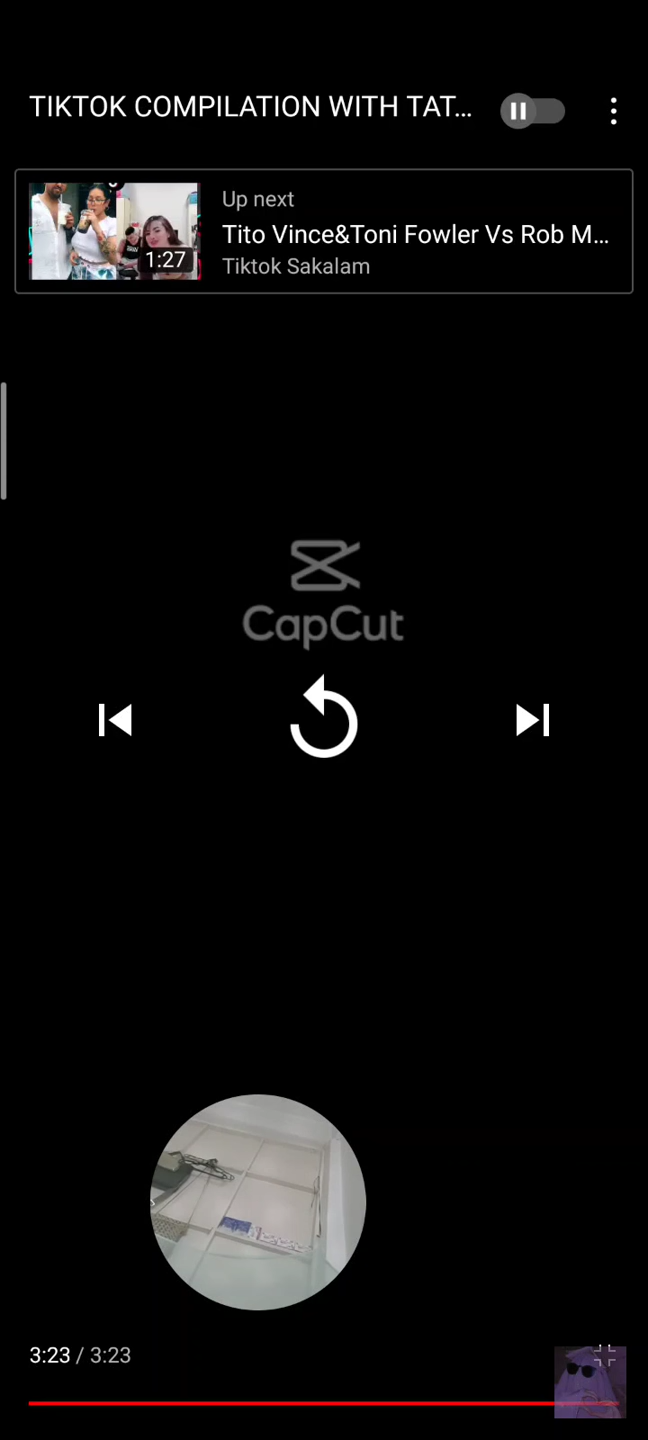 TIKTOK COMPILATION WITH TAT...
Up next
Tito Vince&Toni Fowler Vs Rob M...
Tiktok Sakalam
1:27
CapCut
3:23 / 3:23